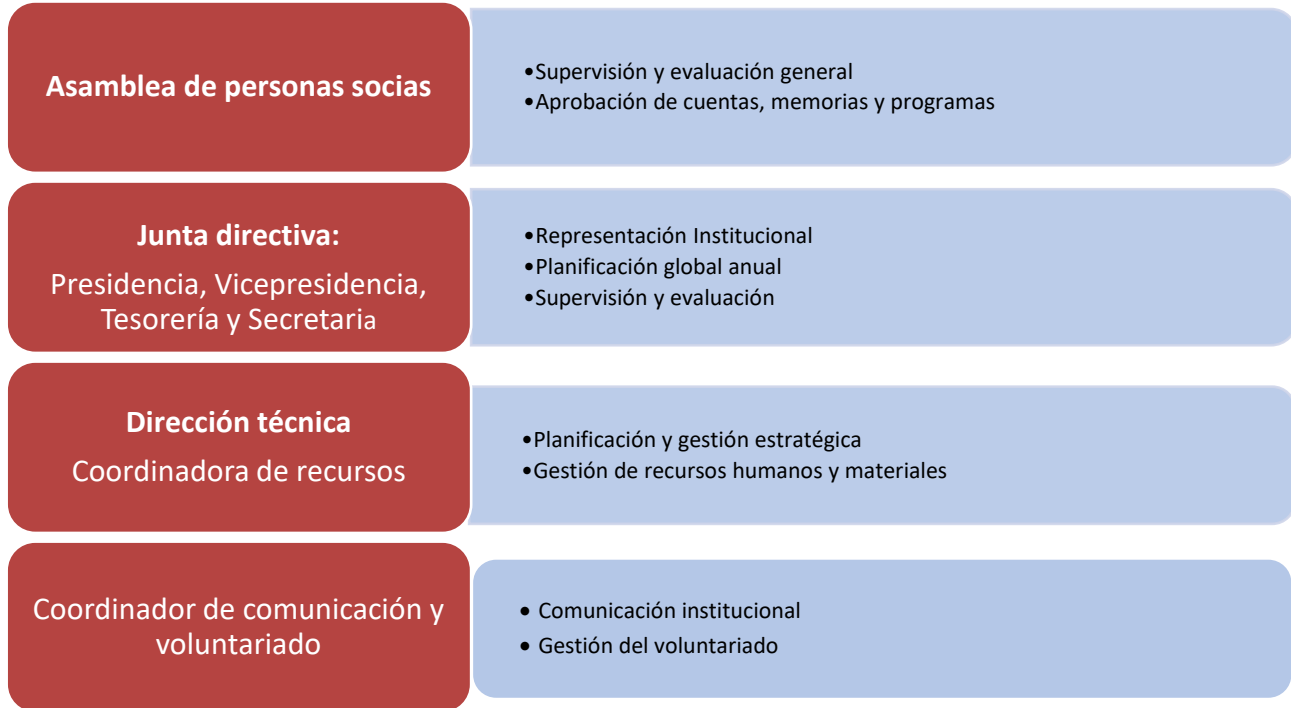 Asamblea de personas socias
•Supervisión y evaluación general
•Aprobación de cuentas, memorias y programas
Junta directiva:
Presidencia, Vicepresidencia,
Tesorería y Secretaria
•Representación Institucional
•Planificación global anual
•Supervisión y evaluación
Dirección técnica
Coordinadora de recursos
•Planificación y gestión estratégica
•Gestión de recursos humanos y materiales
Coordinador de comunicación y
voluntariado
• Comunicación institucional
• Gestión del voluntariado